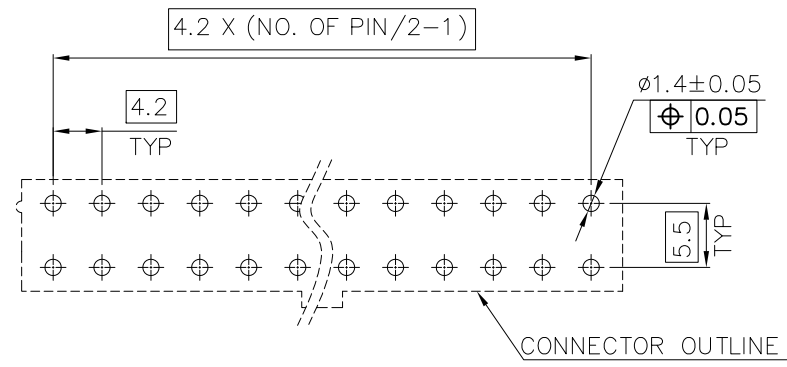 4.2 X (NO. OF PIN/2-1)
4.2
TYP
ø1.4±0.05
⌖ 0.05
TYP
5.5
TYP
CONNECTOR OUTLINE